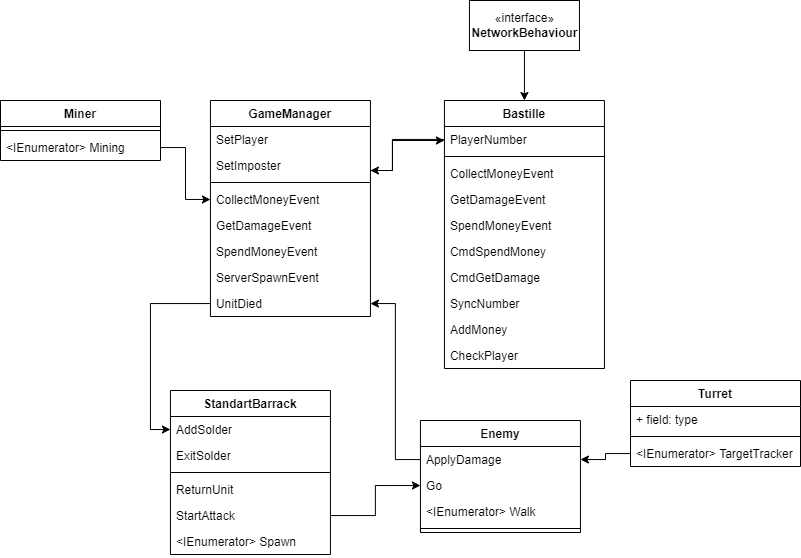 «interface»
NetworkBehaviour
Miner
<IEnumerator> Mining
GameManager
SetPlayer
SetImposter
CollectMoneyEvent
GetDamageEvent
SpendMoneyEvent
ServerSpawnEvent
UnitDied
Bastille
PlayerNumber
CollectMoneyEvent
GetDamageEvent
SpendMoneyEvent
CmdSpendMoney
CmdGetDamage
SyncNumber
AddMoney
CheckPlayer
StandartBarrack
AddSolder
ExitSolder
ReturnUnit
StartAttack
<IEnumerator> Spawn
Enemy
ApplyDamage
Go
<IEnumerator> Walk
Turret
+ field: type
<IEnumerator> TargetTracker